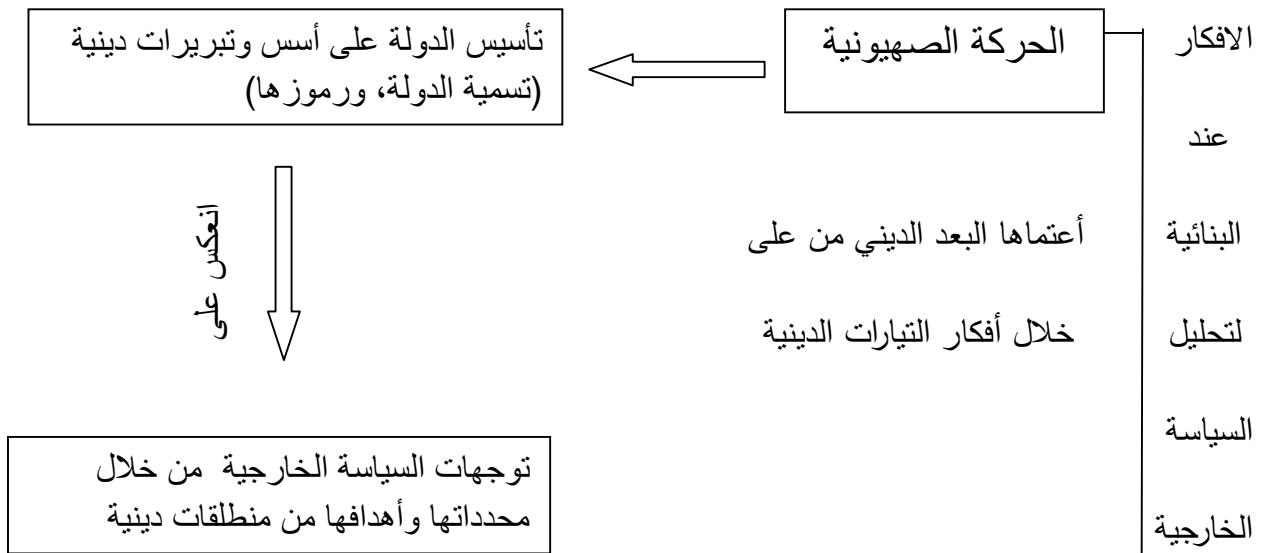 الافكار
عند
البنائية
لتحليل
السياسة
الخارجية
الحركة الصهيونية
أعتماها البعد الديني من على
خلال أفكار التيارات الدينية
تأسيس الدولة على أسس وتبريرات دينية
(تسمية الدولة، ورموزها)
انعكس على
توجهات السياسة الخارجية من خلال
محدداتها وأهدافها من منطلقات دينية